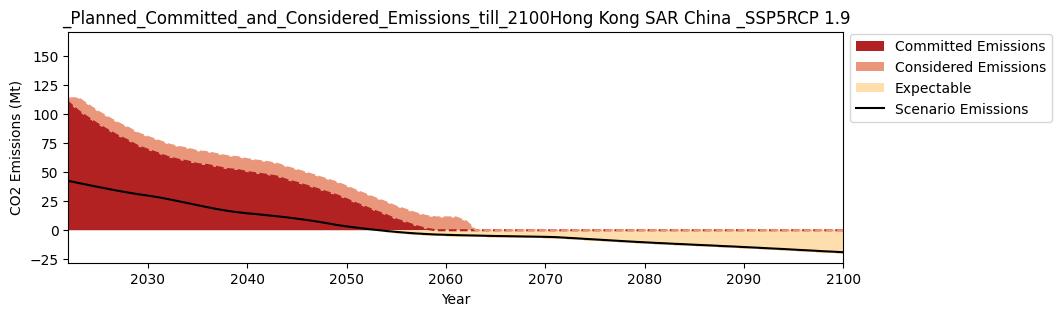 _Planned_Committed_and_Considered_Emissions_till_2100Hong Kong SAR China _SSP5RCP 1.9
Committed Emissions
Considered Emissions
Expectable
Scenario Emissions
CO2 Emissions (Mt)
150
125
100
75
50
25
0
−25
2030
2040
2050
2060
2070
2080
2090
2100
Year